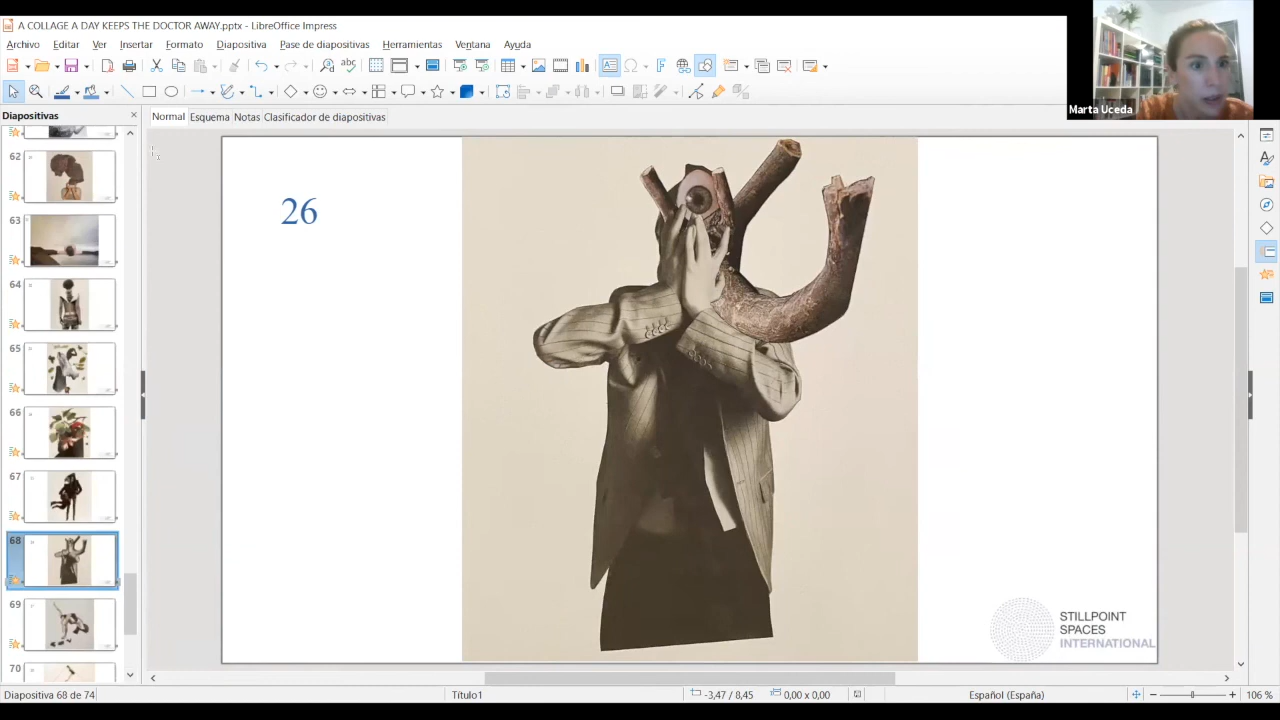 A COLLAGE A DAY KEEPS THE DOCTOR AWAY.pptx - LibreOffice Impress
Archivo Editar Ver Insertar Formato Diapositiva Pase de diapositivas Herramientas Ventana Ayuda
Marta Uceda
Diapositivas
Normal Esquema Notas Clasificador de diapositivas
62
63
64
65
66
67
68
69
70
26
STILLPOINT
SPACES
INTERNATIONAL
Diapositiva 68 de 74
Título1
-3,47 / 8,45
0,00 x 0,00
Español (España)
106 %